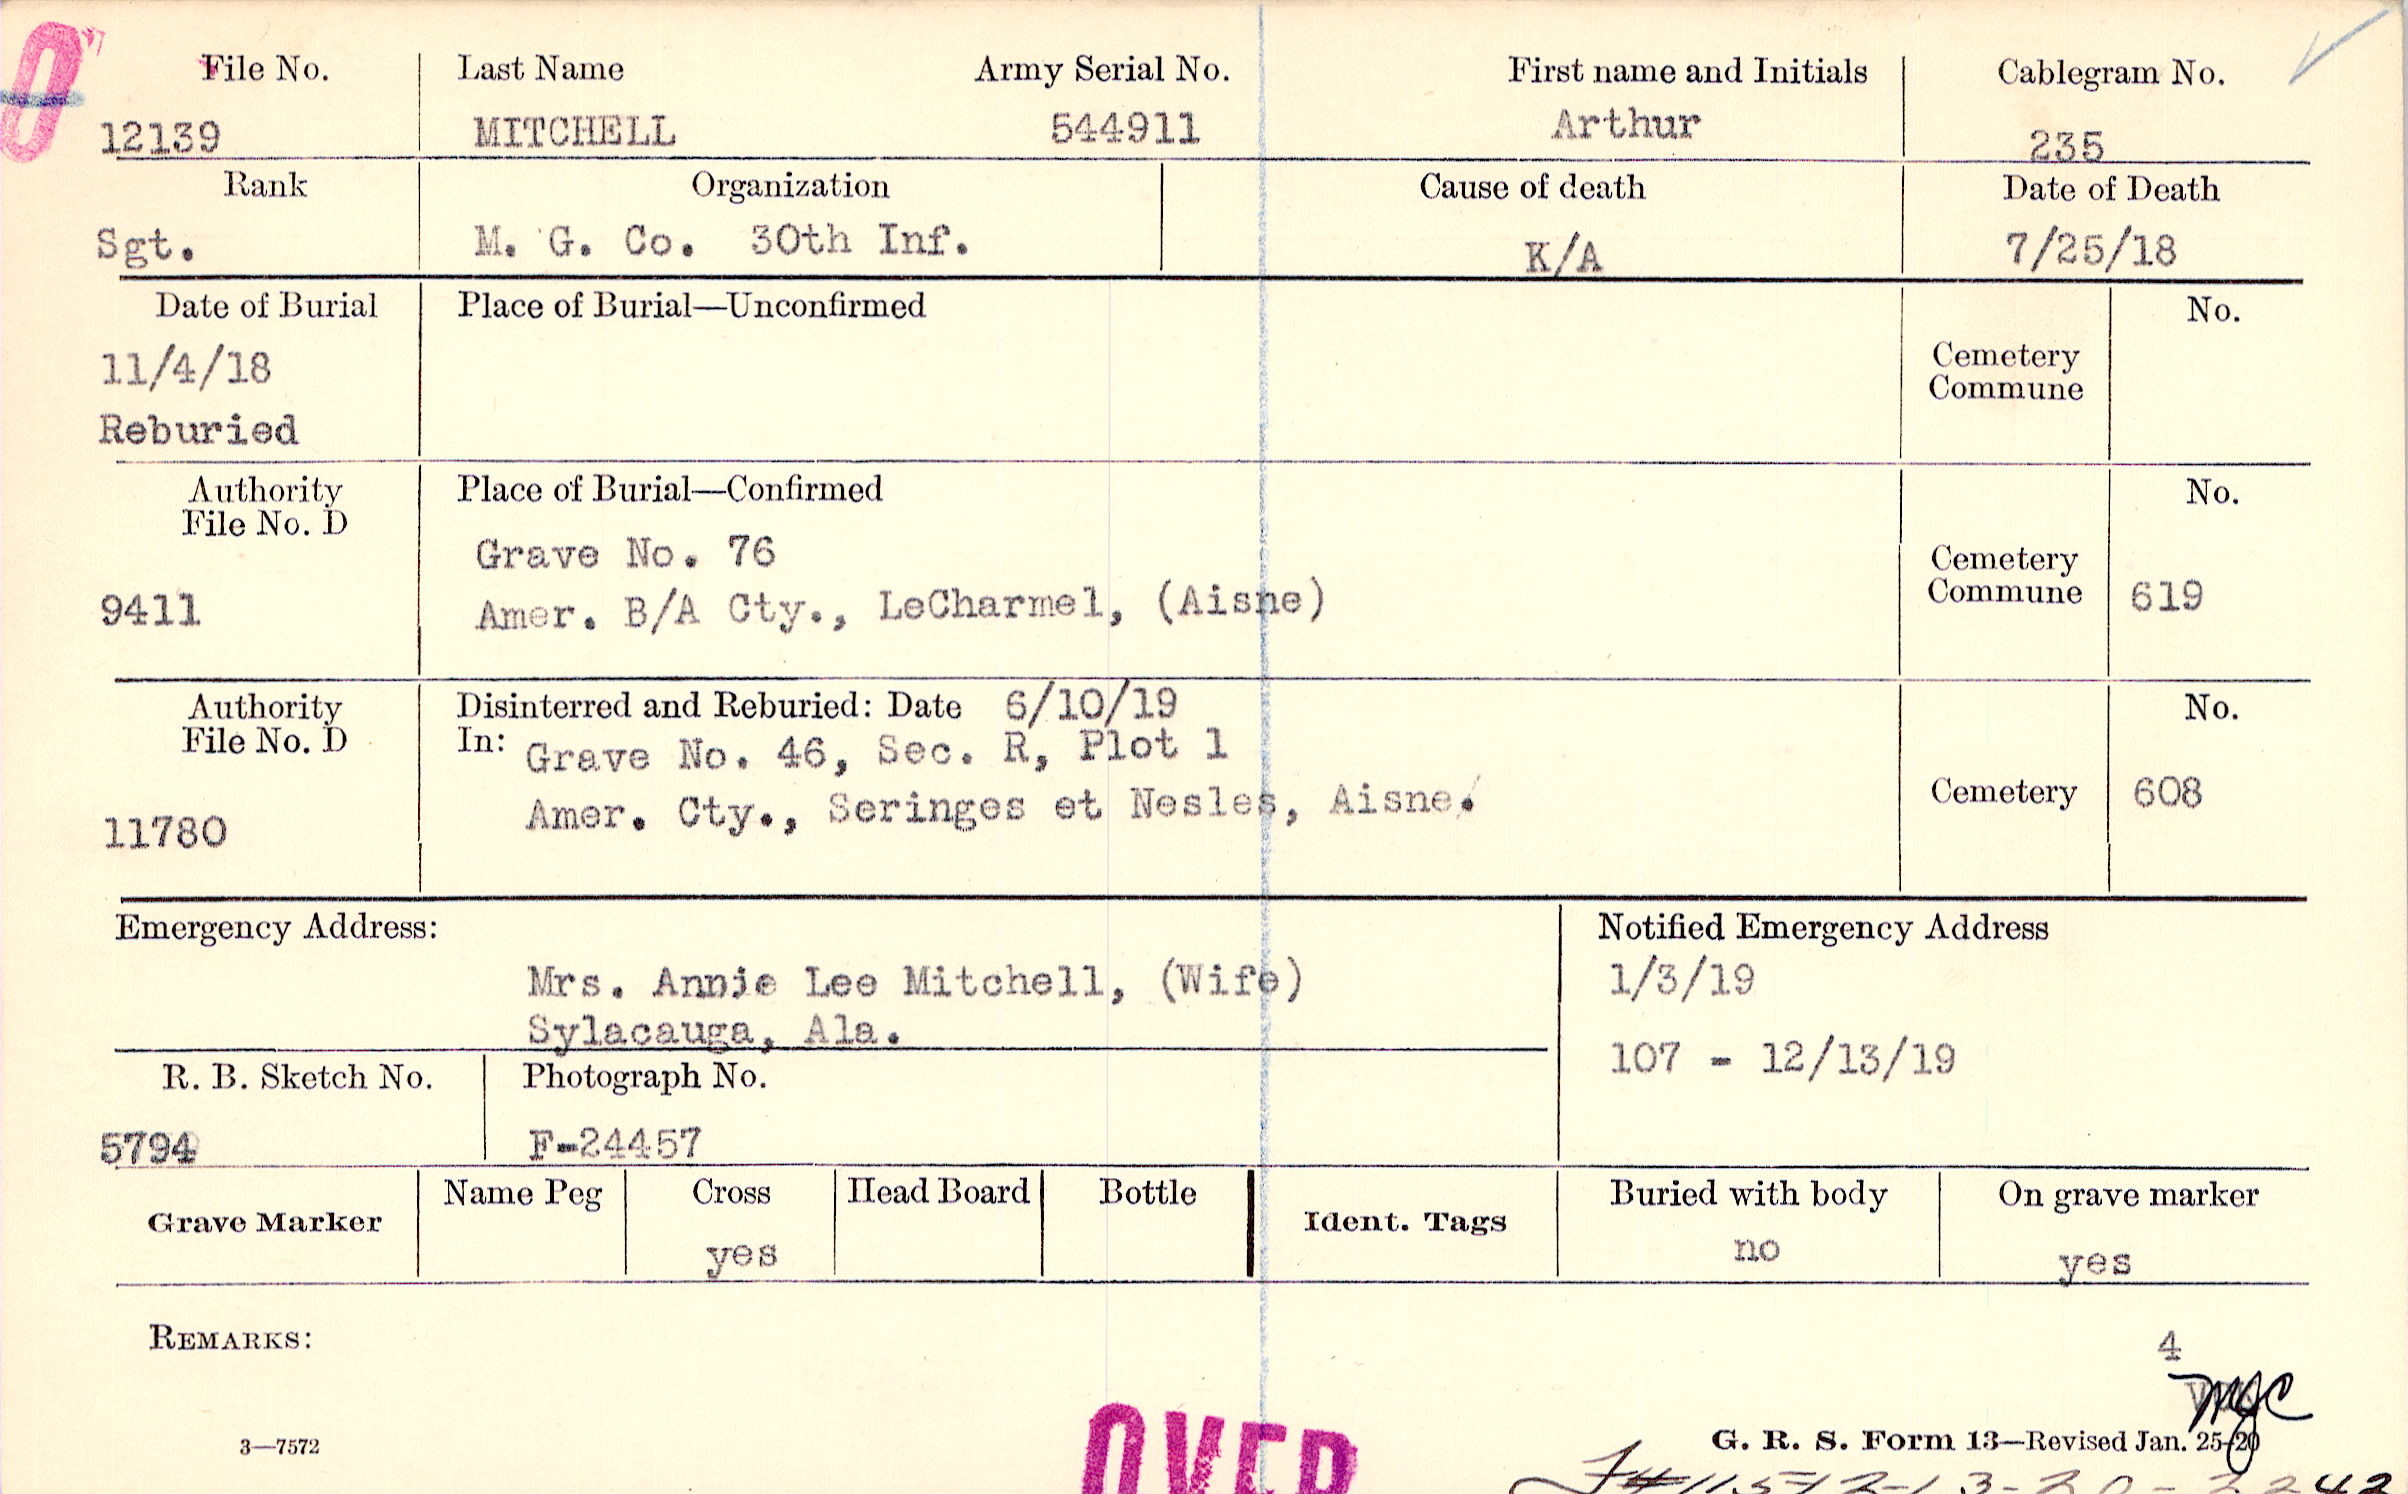 0
File No. Last Name Army Serial No. First name and Initials Cablegram No.
12139 MITCHELL 544911 Arthur 235
Rank Organization Cause of death Date of Death
Sgt. M. G. Co. 30th Inf. K/A 7/25/18
Date of Burial Place of Burial—Unconfirmed No.
11/4/18 Cemetery
Commune
Reburied
Authority Place of Burial—Confirmed No.
File No. D
Grave No. 76 Cemetery
9411 Amer. B/A Cty., LeCharmel, (Aisne) Commune 619
Authority Disinterred and Reburied: Date 6/10/19 No.
File No. D In: Grave No. 46, Sec. R, Plot 1
11780 Amer. Cty., Seringes et Nesles, Aisne. Cemetery 608
Emergency Address: Notified Emergency Address
Mrs. Annie Lee Mitchell, (Wife) 1/3/19
Sylacauga, Ala.
107 - 12/13/19
R. B. Sketch No. Photograph No.
5794 F-24457
Grave Marker Name Peg Cross Head Board Bottle Ident. Tags Buried with body On grave marker
yes no yes
REMARKS: 4
MJC
3—7572 OVER G. R. S. Form 13—Revised Jan. 25-20